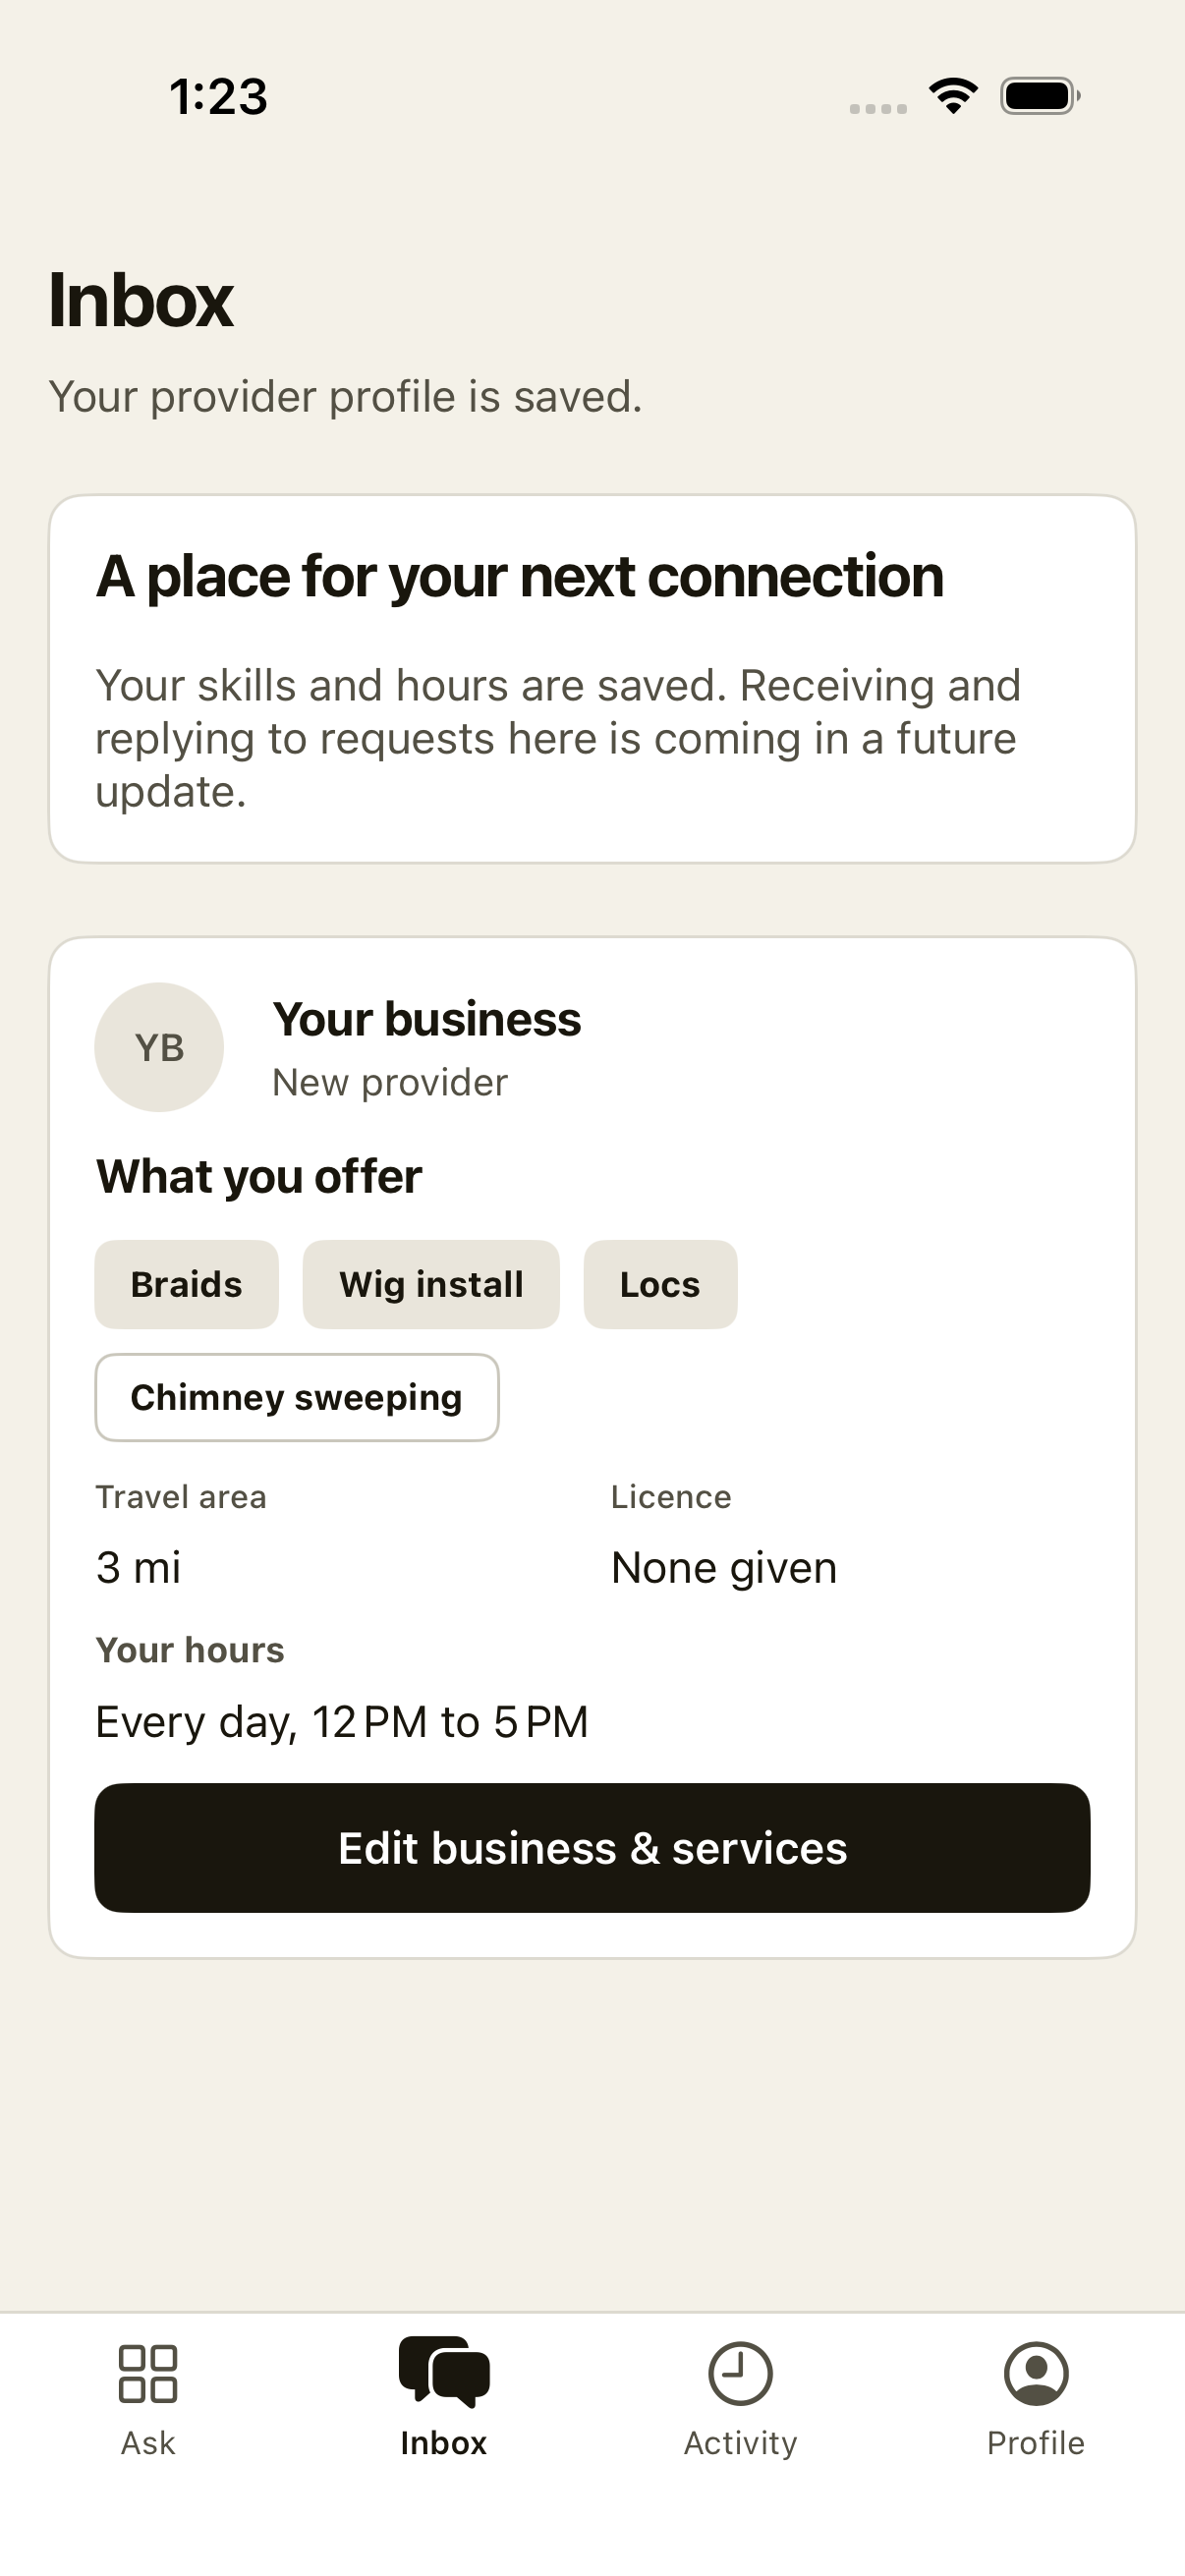 1:23
Inbox
Your provider profile is saved.
A place for your next connection
Your skills and hours are saved. Receiving and
replying to requests here is coming in a future
update.
YB
Your business
New provider
What you offer
Braids Wig install Locs
Chimney sweeping
Travel area Licence
3 mi None given
Your hours
Every day, 12 PM to 5 PM
Edit business & services
Ask Inbox Activity Profile